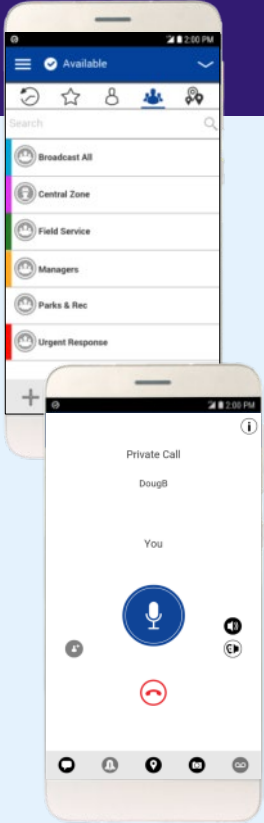 2:00 PM
Available
Search
Broadcast All
Central Zone
Field Service
Managers
Parks & Rec
Urgent Response
2:00 PM
Private Call
DougB
You